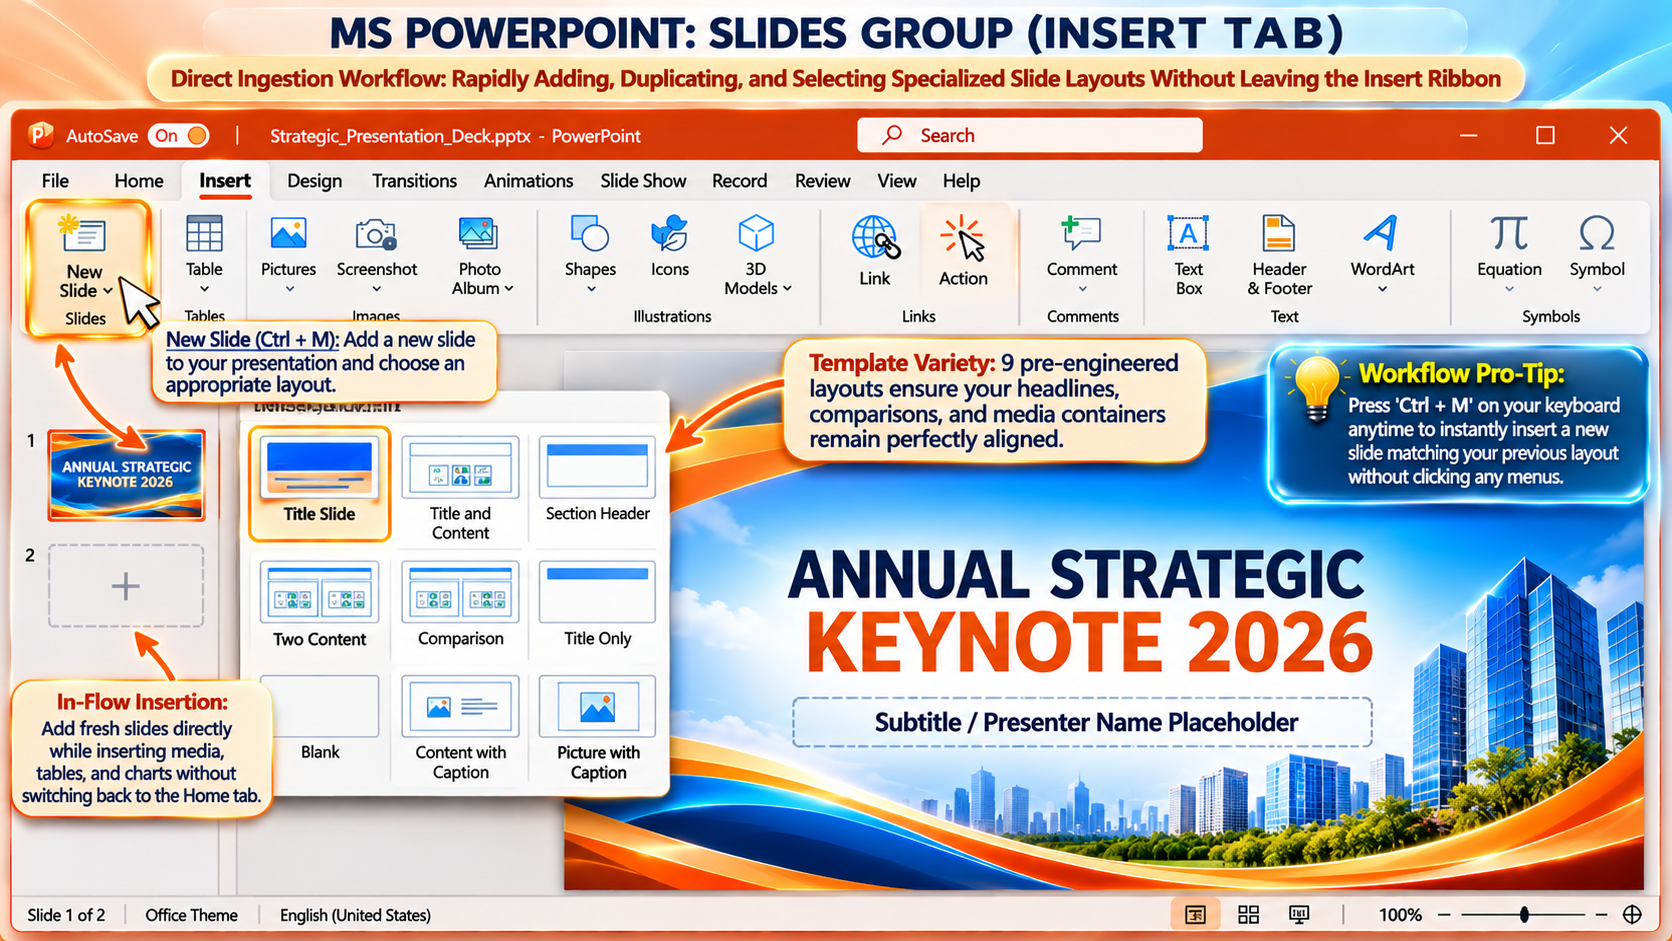 MS POWERPOINT: SLIDES GROUP (INSERT TAB)
Direct Ingestion Workflow: Rapidly Adding, Duplicating, and Selecting Specialized Slide Layouts Without Leaving the Insert Ribbon
AutoSave On Strategic_Presentation_Deck.pptx - PowerPoint Search
File Home Insert Design Transitions Animations Slide Show Record Review View Help
New
Slide
Slides
Table
Tables
Pictures
Screenshot
Photo
Album
Images
Shapes
Icons
3D
Models
Illustrations
Link
Action
Links
Comment
Comments
Text
Box
Header
& Footer
WordArt
Text
Equation
Symbol
Symbols
New Slide (Ctrl + M): Add a new slide
to your presentation and choose an
appropriate layout.
Template Variety: 9 pre-engineered
layouts ensure your headlines,
comparisons, and media containers
remain perfectly aligned.
Workflow Pro-Tip:
Press 'Ctrl + M' on your keyboard
anytime to instantly insert a new
slide matching your previous layout
without clicking any menus.
1
ANNUAL STRATEGIC
KEYNOTE 2026
2
In-Flow Insertion:
Add fresh slides directly
while inserting media,
tables, and charts without
switching back to the Home tab.
Title Slide
Title and
Content
Section Header
Two Content
Comparison
Title Only
Blank
Content with
Caption
Picture with
Caption
ANNUAL STRATEGIC
KEYNOTE 2026
Subtitle / Presenter Name Placeholder
Slide 1 of 2 Office Theme English (United States) 100%